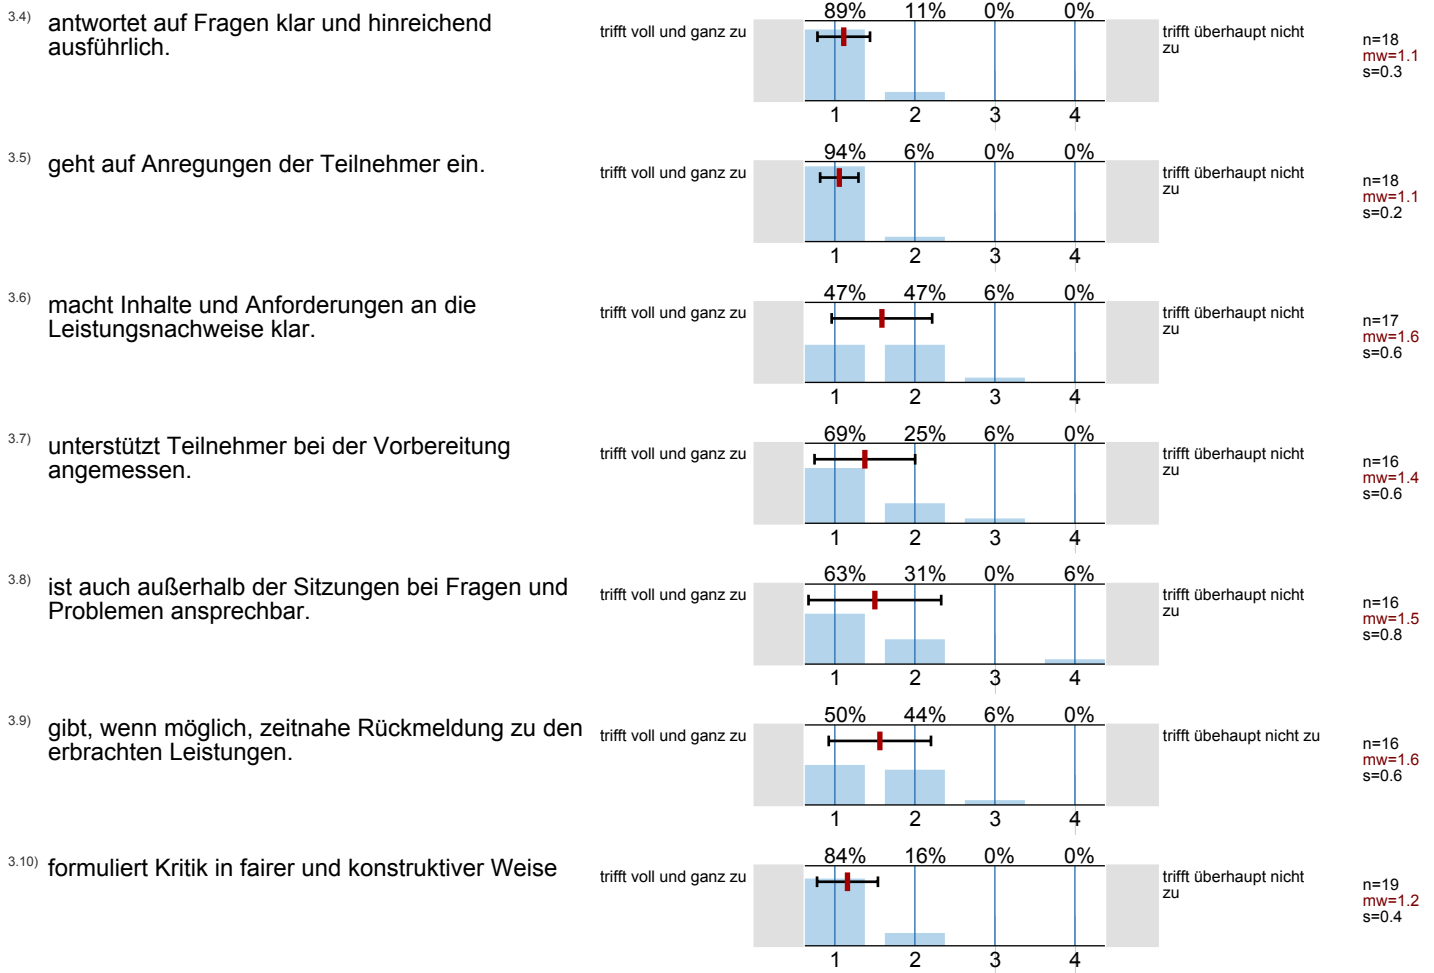 3.4) antwortet auf Fragen klar und hinreichend
ausführlich.
trifft voll und ganz zu
89% 11% 0% 0%
1 2 3 4
trifft überhaupt nicht
zu
n=18
mw=1.1
s=0.3
3.5) geht auf Anregungen der Teilnehmer ein.
trifft voll und ganz zu
94% 6% 0% 0%
1 2 3 4
trifft überhaupt nicht
zu
n=18
mw=1.1
s=0.2
3.6) macht Inhalte und Anforderungen an die
Leistungsnachweise klar.
trifft voll und ganz zu
47% 47% 6% 0%
1 2 3 4
trifft überhaupt nicht
zu
n=17
mw=1.6
s=0.6
3.7) unterstützt Teilnehmer bei der Vorbereitung
angemessen.
trifft voll und ganz zu
69% 25% 6% 0%
1 2 3 4
trifft überhaupt nicht
zu
n=16
mw=1.4
s=0.6
3.8) ist auch außerhalb der Sitzungen bei Fragen und
Problemen ansprechbar.
trifft voll und ganz zu
63% 31% 0% 6%
1 2 3 4
trifft überhaupt nicht
zu
n=16
mw=1.5
s=0.8
3.9) gibt, wenn möglich, zeitnahe Rückmeldung zu den
erbrachten Leistungen.
trifft voll und ganz zu
50% 44% 6% 0%
1 2 3 4
trifft übehaupt nicht zu
n=16
mw=1.6
s=0.6
3.10) formuliert Kritik in fairer und konstruktiver Weise
trifft voll und ganz zu
84% 16% 0% 0%
1 2 3 4
trifft überhaupt nicht
zu
n=19
mw=1.2
s=0.4